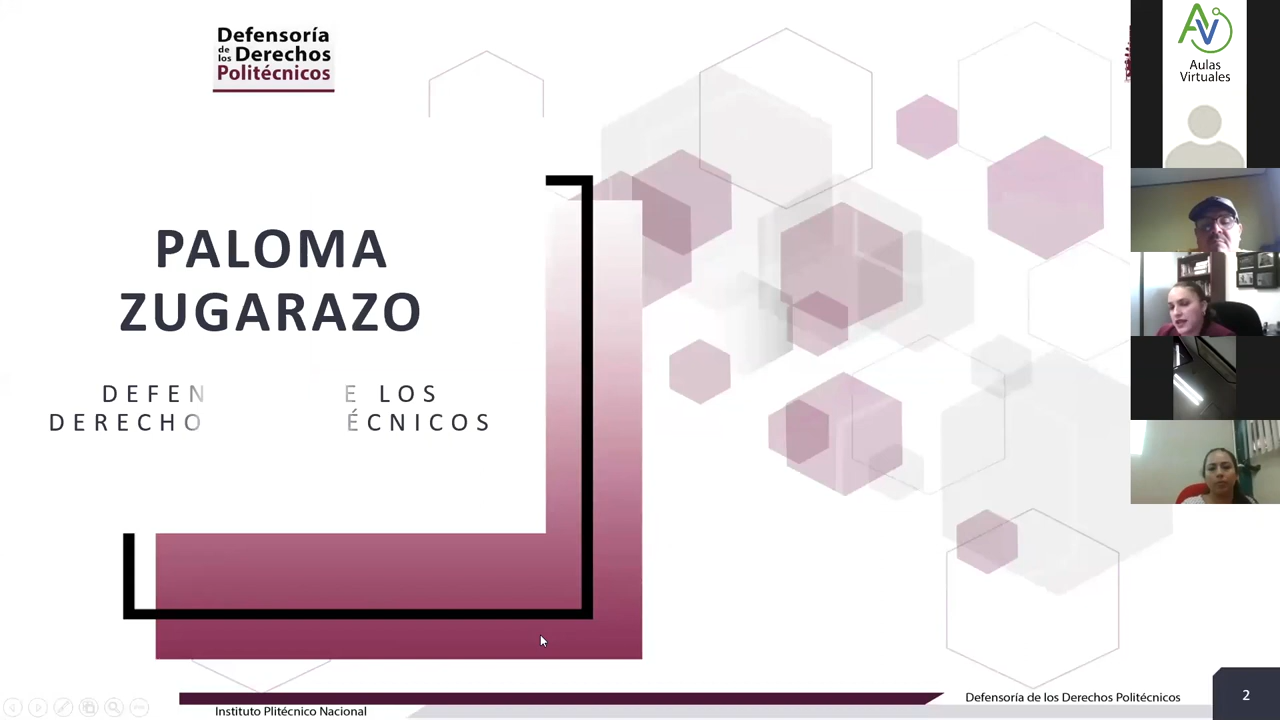 Defensoría
de
los Derechos
Politécnicos
AV
Aulas
Virtuales
PALOMA
ZUGARAZO
DEFEN E LOS
DERECHO ÉCNICOS
Defensoría de los Derechos Politécnicos
2
Instituto Plitécnico Nacional